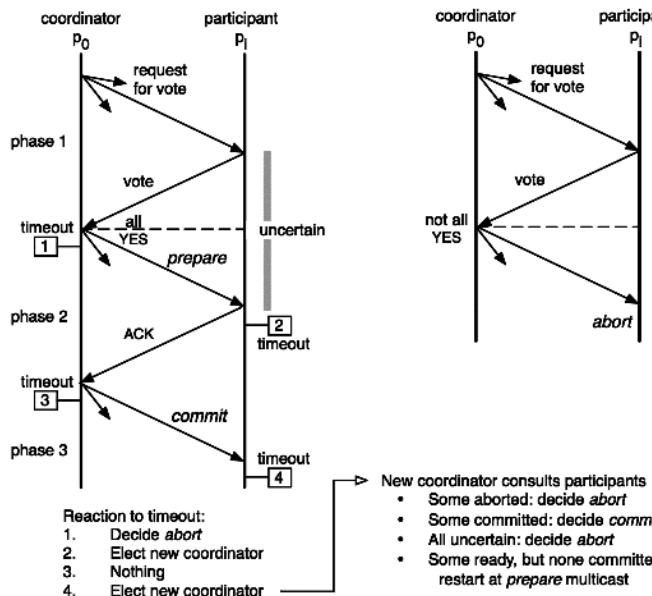 coordinator
p0
participant
pi
request
for vote
phase 1
vote
timeout
1
all
YES
uncertain
prepare
phase 2
ACK
2
timeout
timeout
3
commit
phase 3
timeout
4
Reaction to timeout:
1. Decide abort
2. Elect new coordinator
3. Nothing
4. Elect new coordinator
coordinator
p0
participa
pi
request
for vote
vote
not all
YES
abort
New coordinator consults participants
• Some aborted: decide abort
• Some committed: decide comm
• All uncertain: decide abort
• Some ready, but none committe
restart at prepare multicast